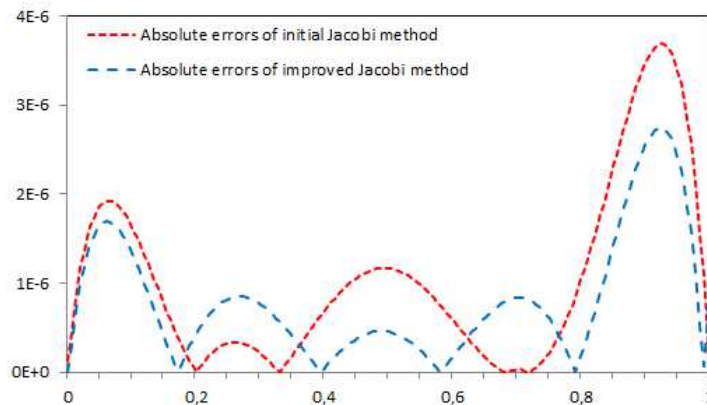 4E-6
Absolute errors of initial Jacobi method
Absolute errors of improved Jacobi method
3E-6
2E-6
1E-6
0E+0
0 0,2 0,4 0,6 0,8 1